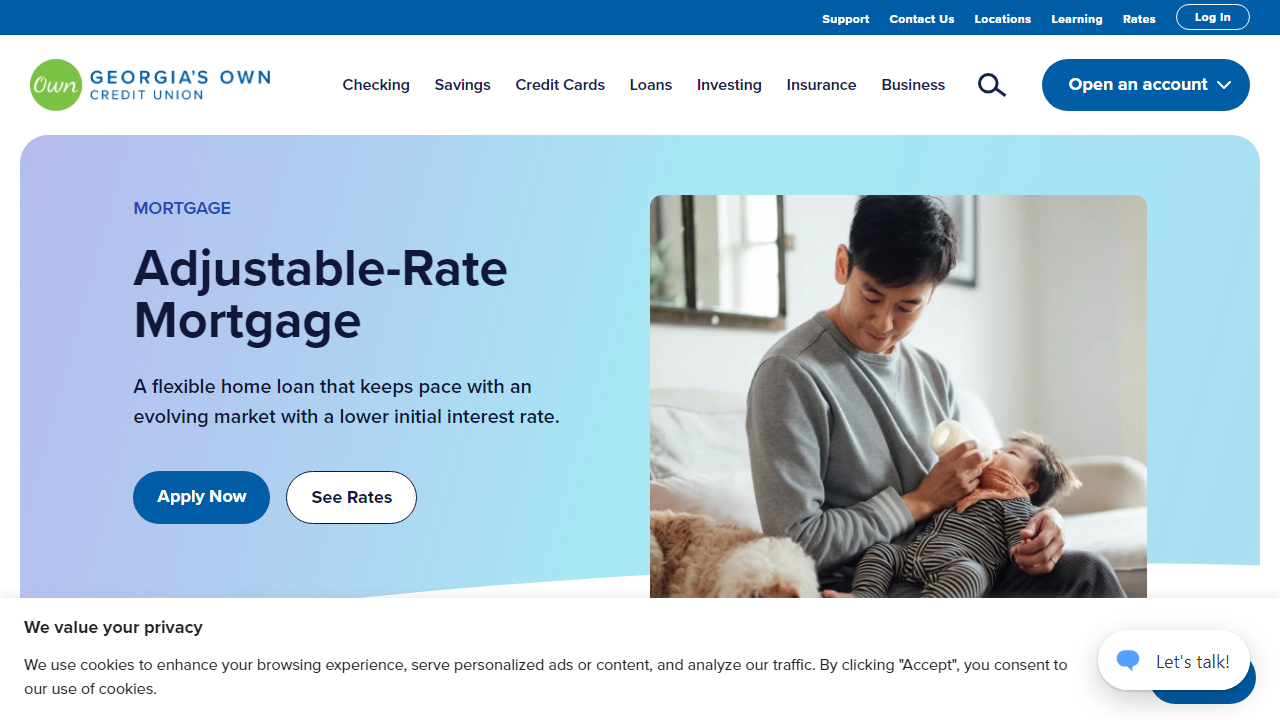 Support Contact Us Locations Learning Rates Log In
Own GEORGIA'S OWN
CREDIT UNION
Checking Savings Credit Cards Loans Investing Insurance Business Open an account
MORTGAGE
Adjustable-Rate
Mortgage
A flexible home loan that keeps pace with an
evolving market with a lower initial interest rate.
Apply Now See Rates
We value your privacy
We use cookies to enhance your browsing experience, serve personalized ads or content, and analyze our traffic. By clicking "Accept", you consent to
our use of cookies.
Let's talk!